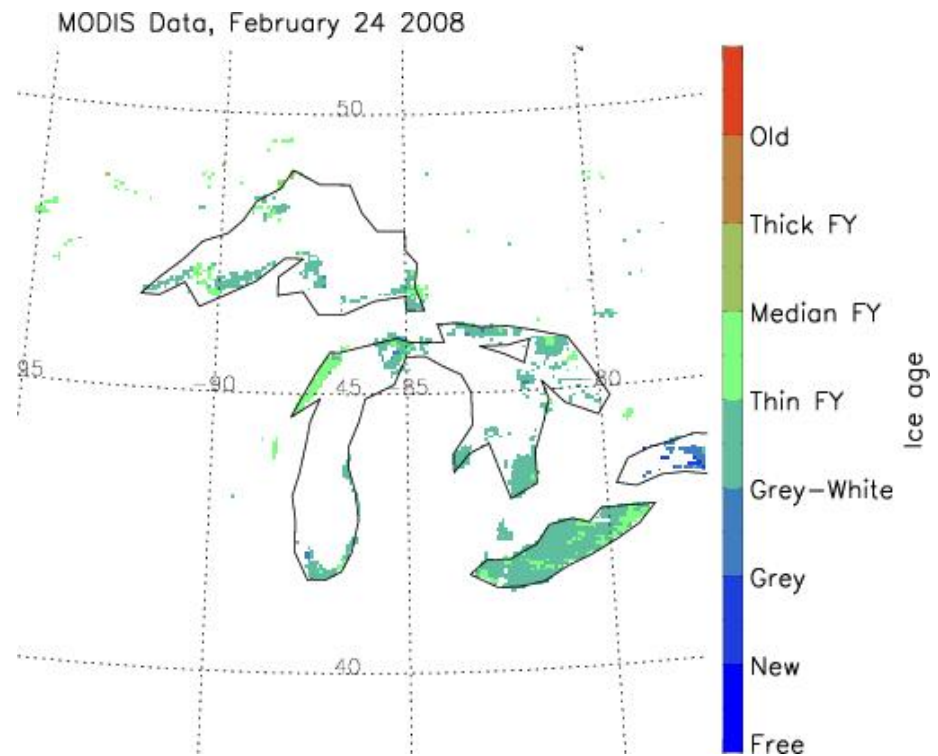 MODIS Data, February 24 2008
50
95
-90
45
85
80
40
Old
Thick FY
Median FY
Thin FY
Grey-White
Grey
New
Free
Ice age